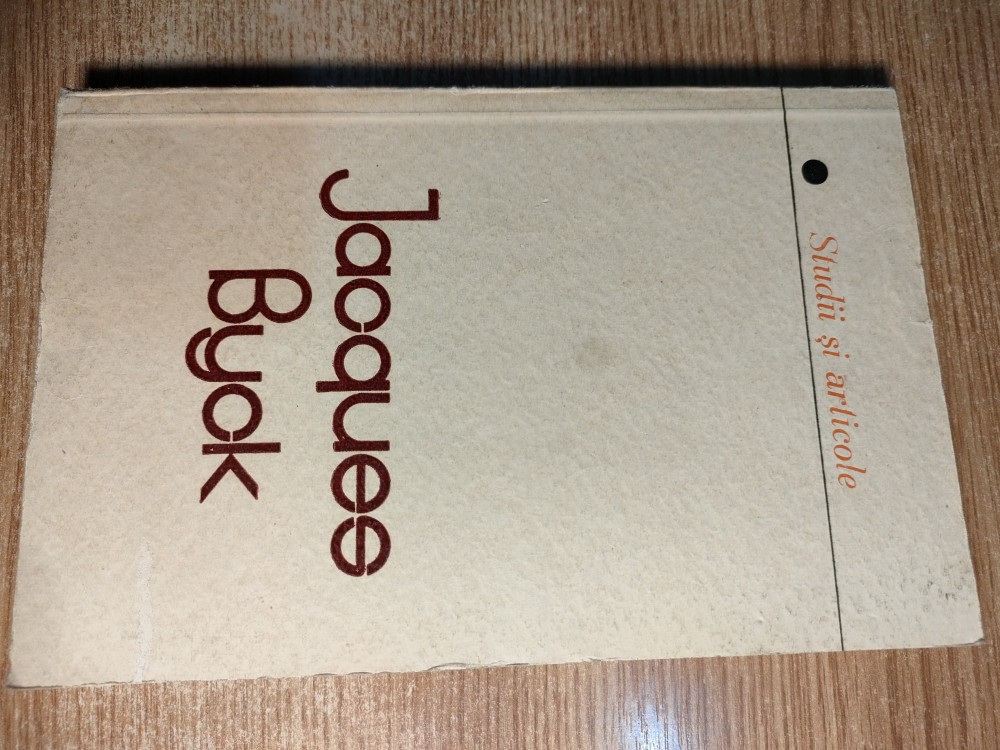 Studii și articole
Jacques
Byck